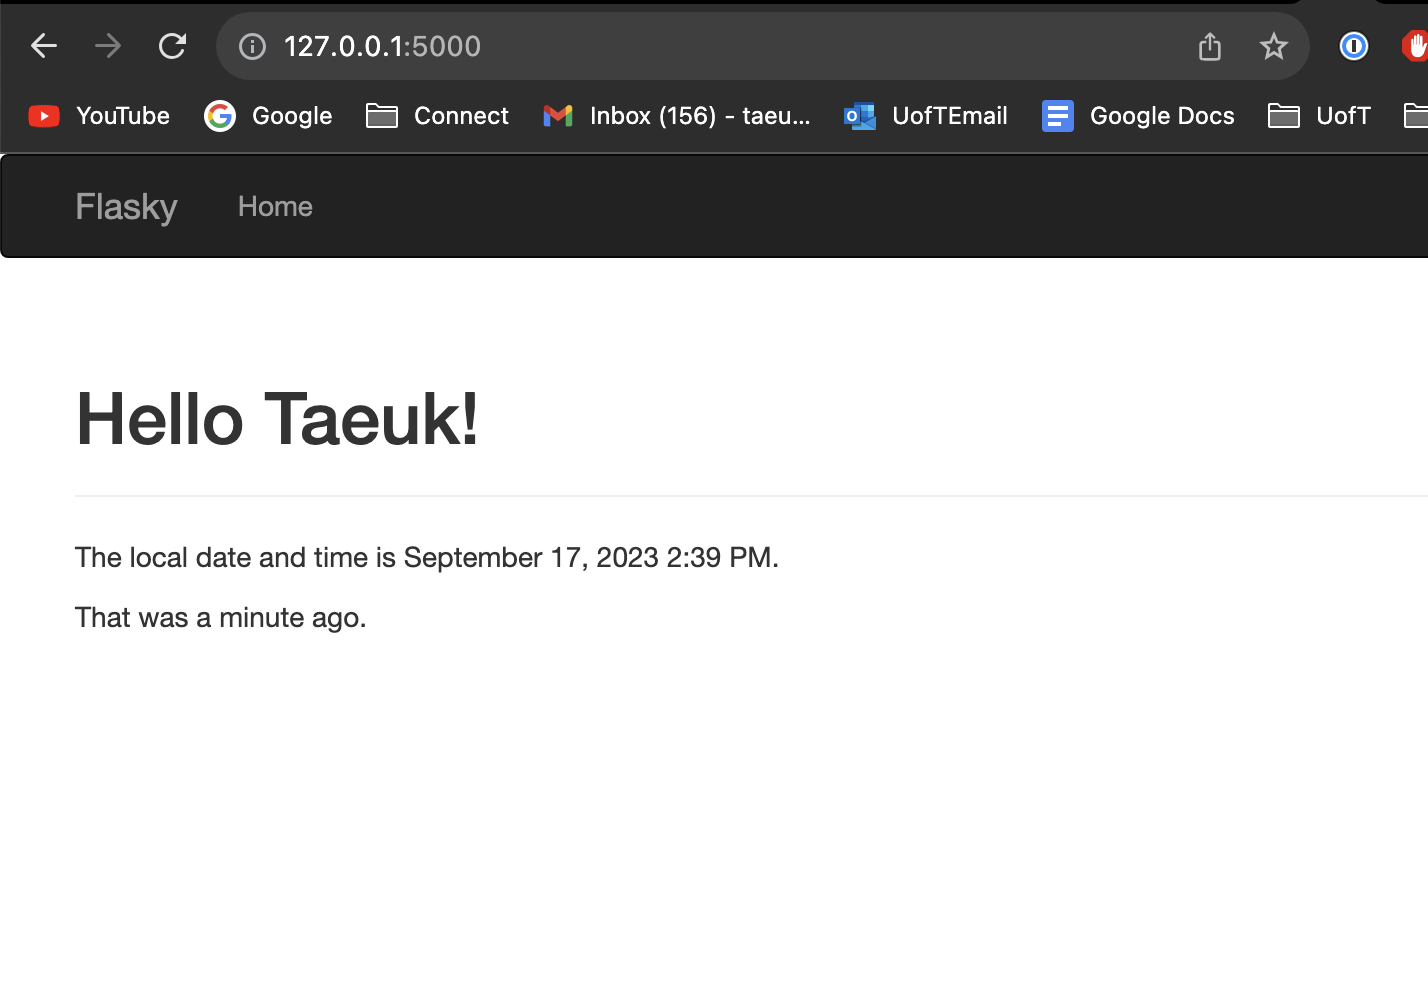 127.0.0.1:5000
YouTube Google Connect Inbox (156) - taeu... UofTEmail Google Docs UofT
Flasky Home
Hello Taeuk!
The local date and time is September 17, 2023 2:39 PM.
That was a minute ago.